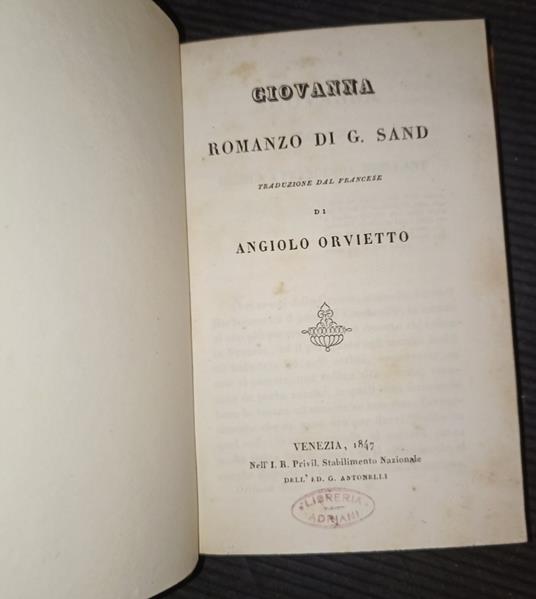 GIOVANNA
ROMANZO DI G. SAND
TRADUZIONE DAL FRANCESE
DI
ANGIOLO ORVIETTO
VENEZIA, 1847
Nell' I. R. Privil. Stabilimento Nazionale
DELL' ED. G. ANTONELLI
LIBRERIA
ADRIANI